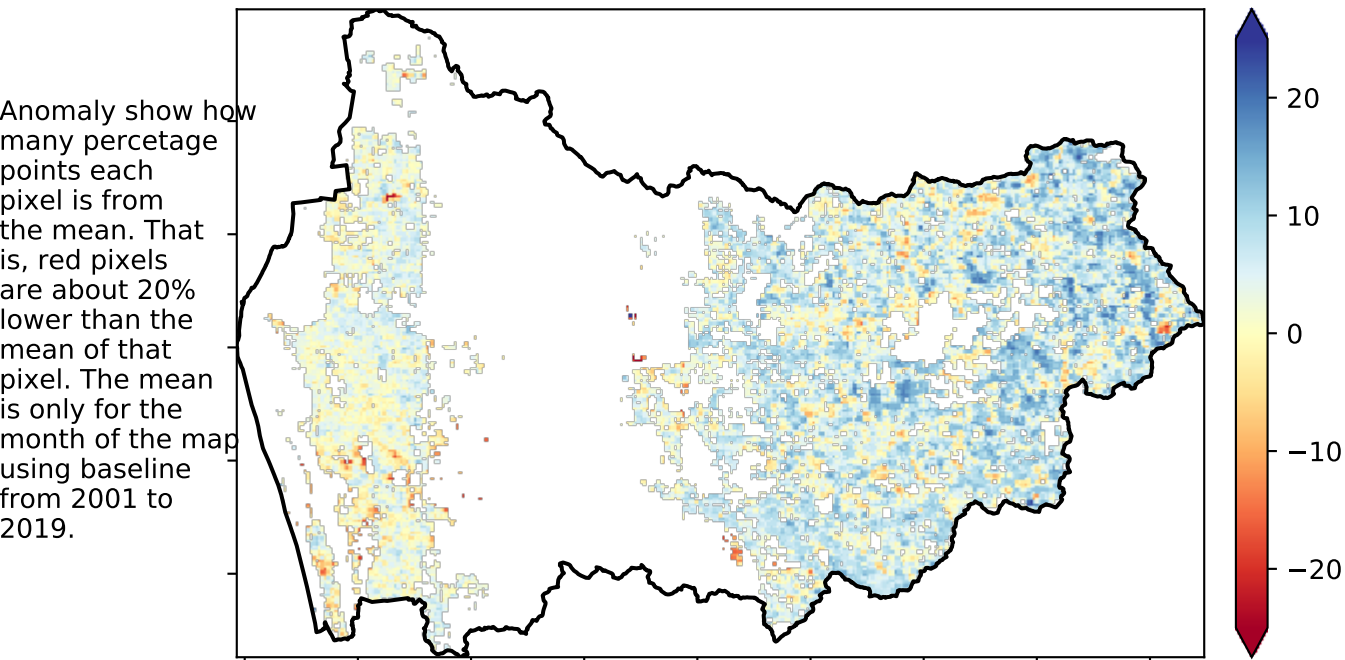 Anomaly show how
many percetage
points each
pixel is from
the mean. That
is, red pixels
are about 20%
lower than the
mean of that
pixel. The mean
is only for the
month of the map
using baseline
from 2001 to
2019.
20
10
0
−10
−20